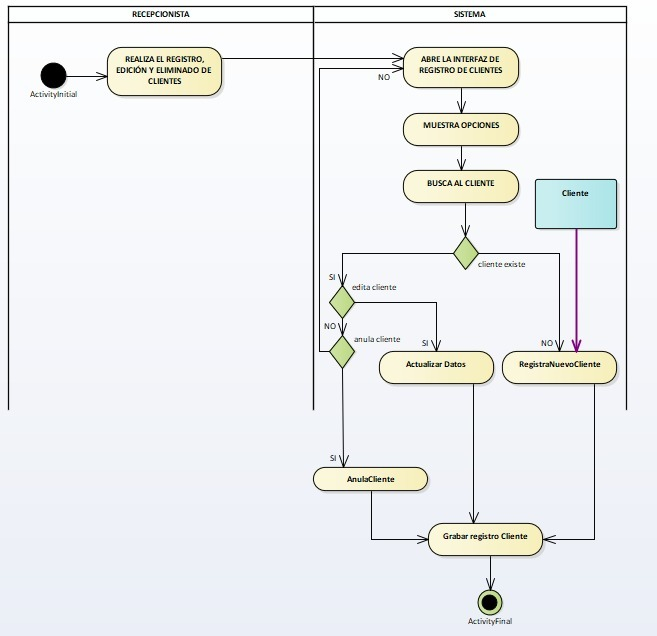 RECEPCIONISTA
SISTEMA
REALIZA EL REGISTRO,
EDICIÓN Y ELIMINADO DE
CLIENTES
ActivityInitial
ABRE LA INTERFAZ DE
REGISTRO DE CLIENTES
NO
MUESTRA OPCIONES
BUSCA AL CLIENTE
Cliente
cliente existe
SI
edita cliente
NO
anula cliente
SI
NO
Actualizar Datos
RegistraNuevoCliente
SI
AnulaCliente
Grabar registro Cliente
ActivityFinal